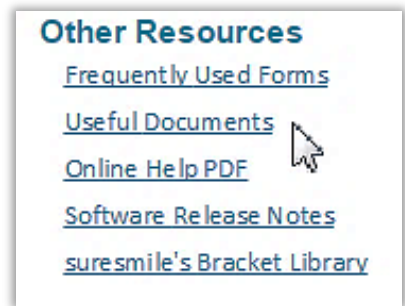 Other Resources
Frequently Used Forms
Useful Documents
Online Help PDF
Software Release Notes
suresmile's Bracket Library